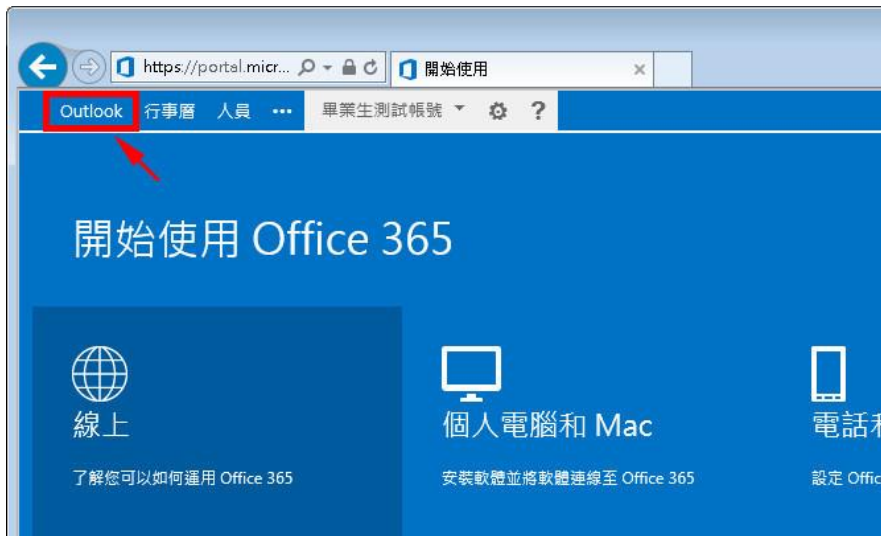 https://portal.micr...
開始使用
Outlook 行事曆 人員 ••• 畢業生測試帳號 ?
開始使用 Office 365
線上
個人電腦和 Mac
電話
了解您可以如何運用 Office 365
安裝軟體並將軟體連線至 Office 365
設定 Offic